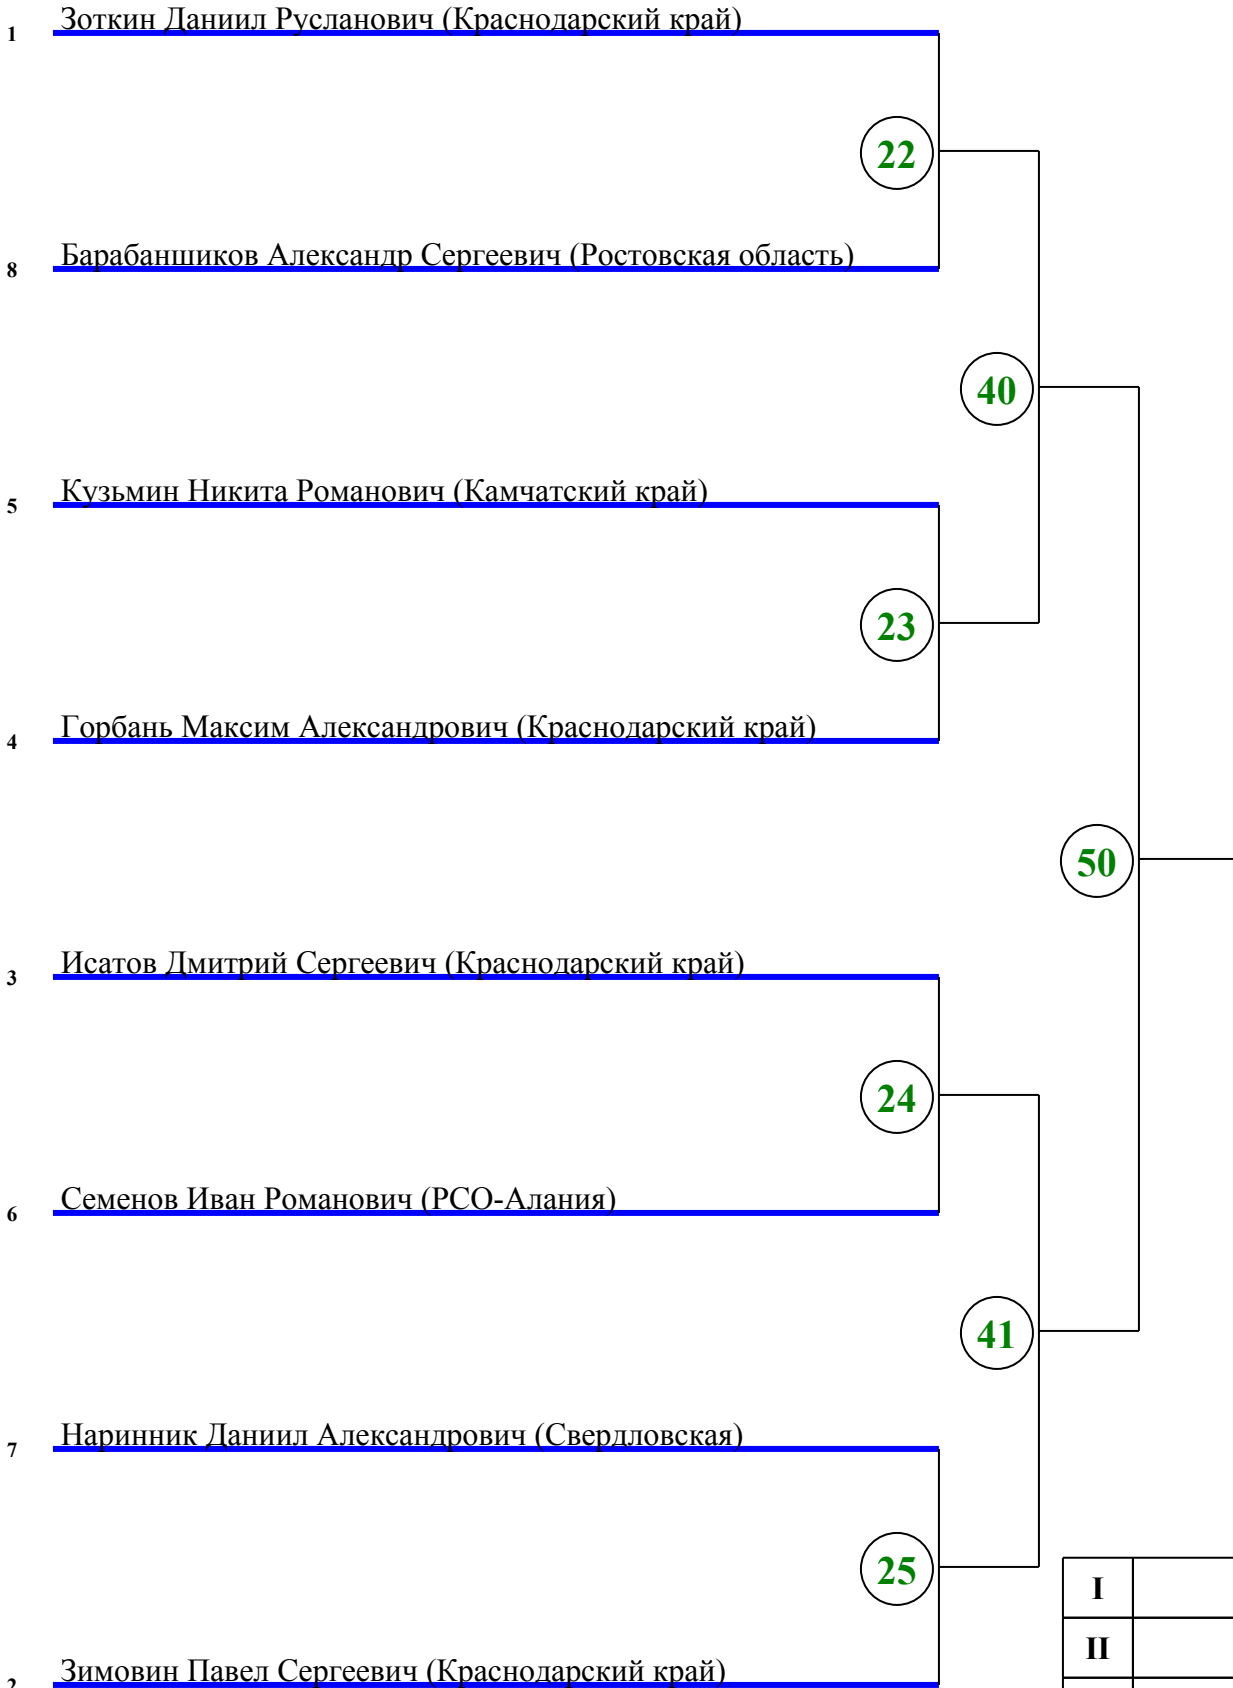 1 Зоткин Даниил Русланович (Краснодарский край)
22
8 Барабаншиков Александр Сергеевич (Ростовская область)
40
5 Кузьмин Никита Романович (Камчатский край)
23
4 Горбань Максим Александрович (Краснодарский край)
50
3 Исатов Дмитрий Сергеевич (Краснодарский край)
24
6 Семенов Иван Романович (РСО-Алания)
41
7 Наринник Даниил Александрович (Свердловская)
25
I
II
2 Зимовин Павел Сергеевич (Краснодарский край)